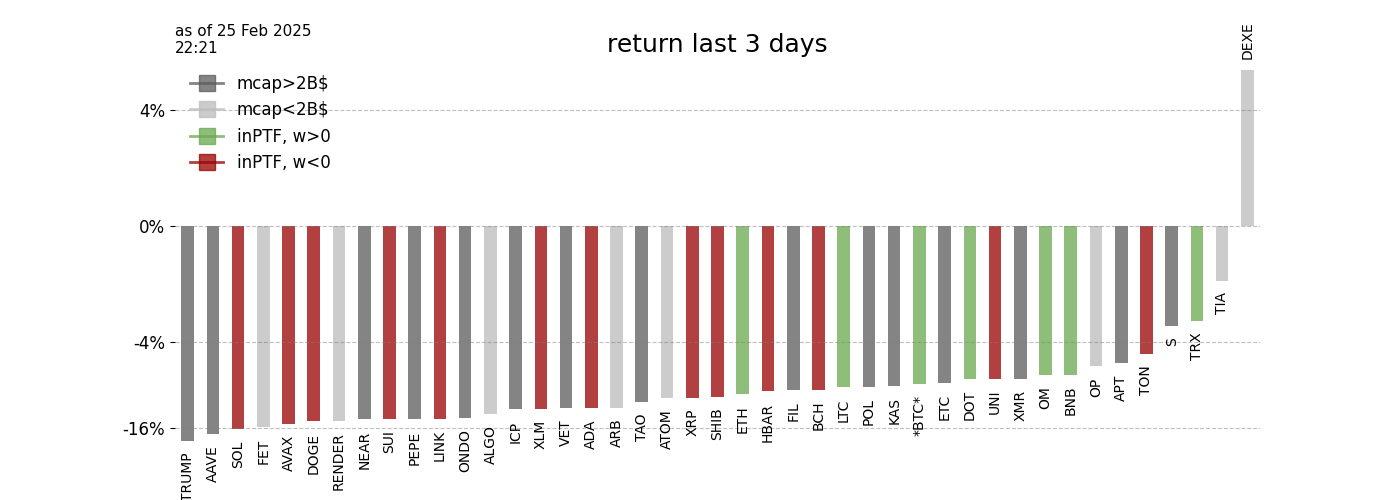 as of 25 Feb 2025
22:21
return last 3 days
mcap>2B$
mcap<2B$
inPTF, w>0
inPTF, w<0
4%
0%
-4%
-16%
TRUMP
AAVE
SOL
FET
AVAX
DOGE
RENDER
NEAR
SUI
PEPE
LINK
ONDO
ALGO
ICP
XLM
VET
ADA
ARB
TAO
ATOM
XRP
SHIB
ETH
HBAR
FIL
BCH
LTC
POL
KAS
*BTC*
ETC
DOT
UNI
XMR
OM
BNB
OP
APT
TON
S
TRX
TIA
DEXE